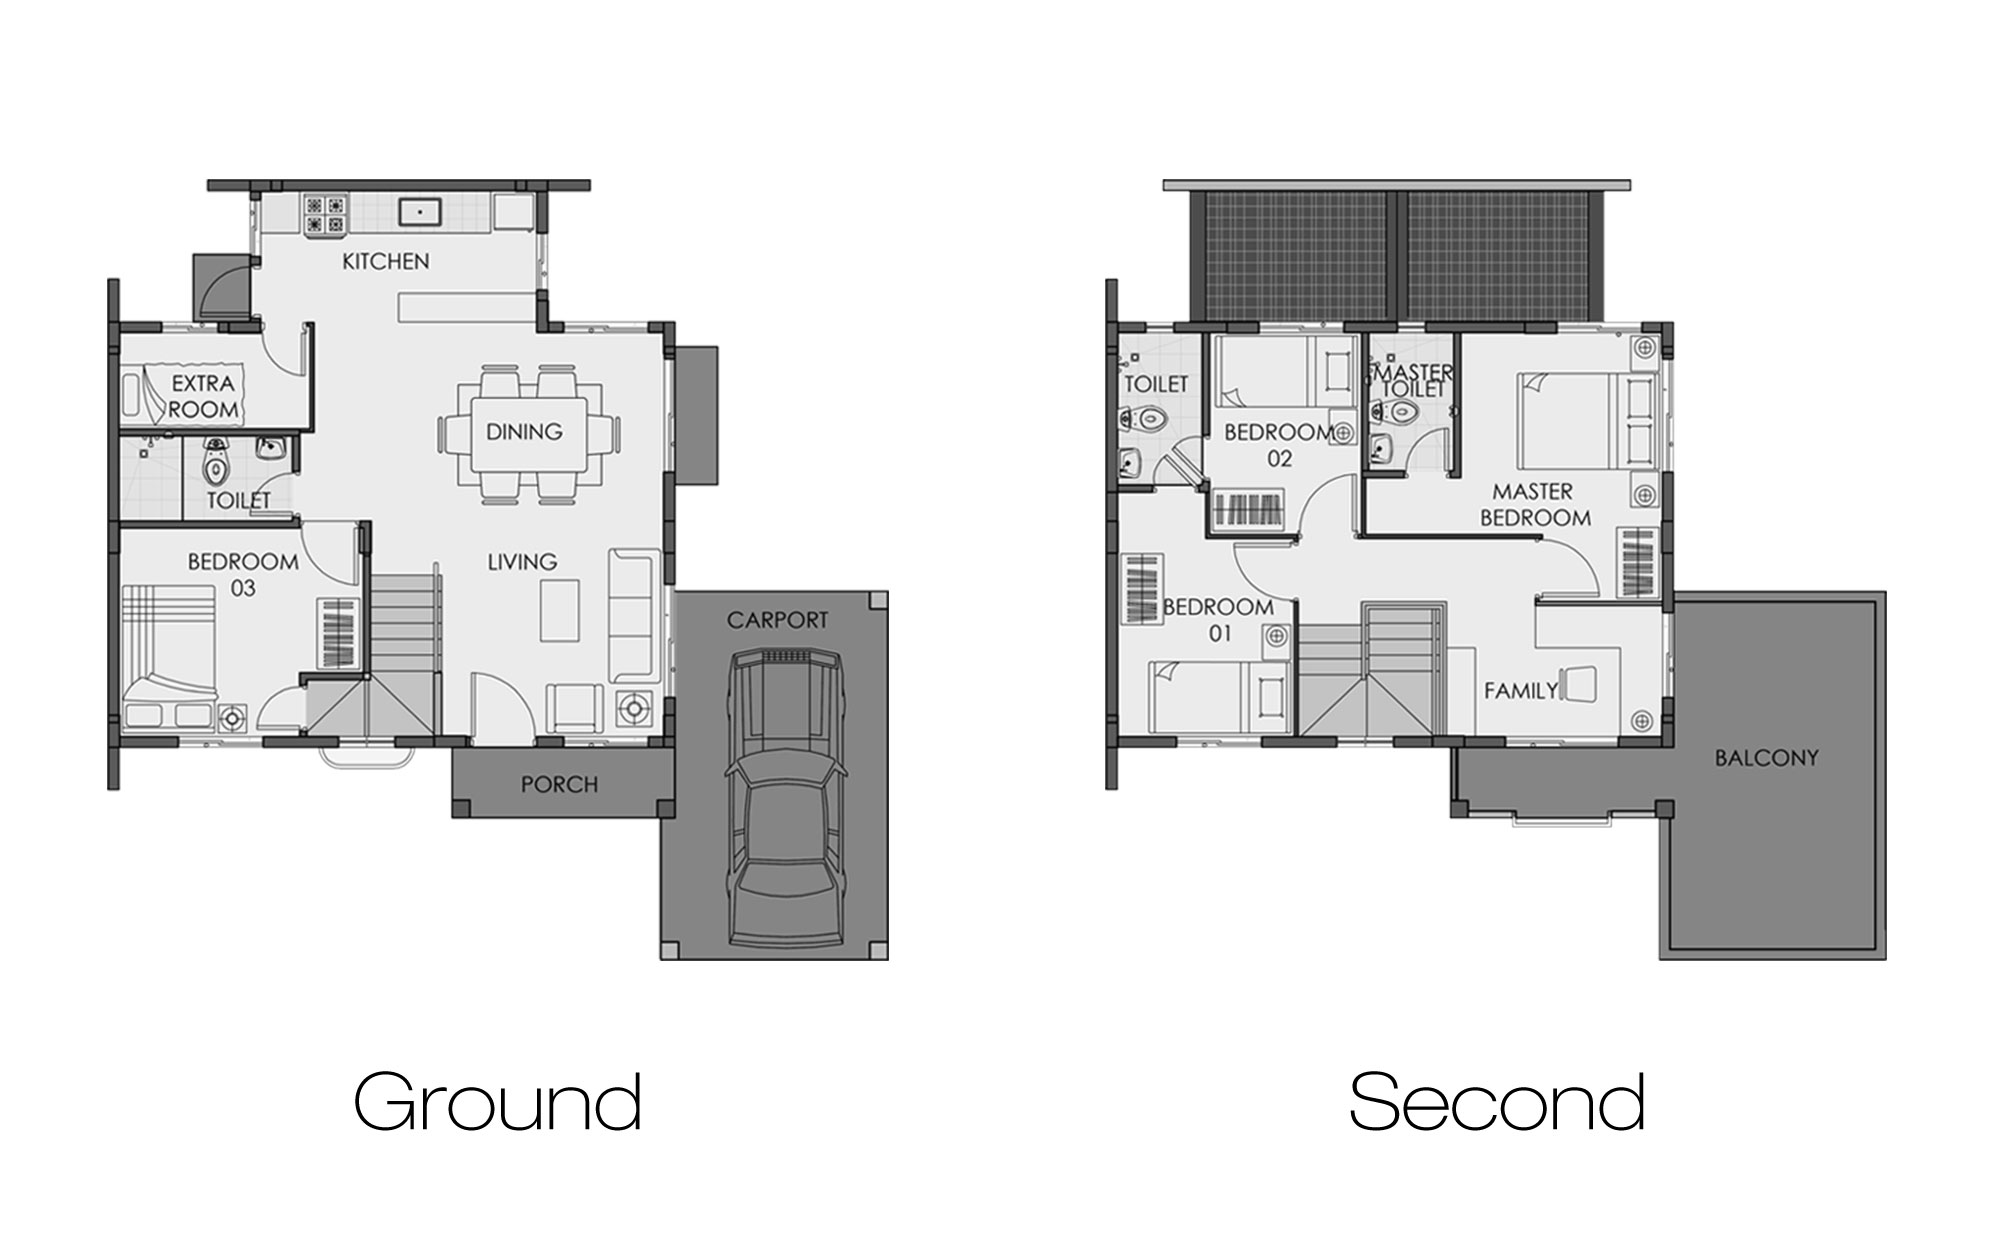 KITCHEN
EXTRA
ROOM
DINING
TOILET
BEDROOM
03
LIVING
CARPORT
PORCH
Ground
TOILET
BEDROOM
02
MASTER
TOILET
MASTER
BEDROOM
BEDROOM
01
FAMILY
BALCONY
Second